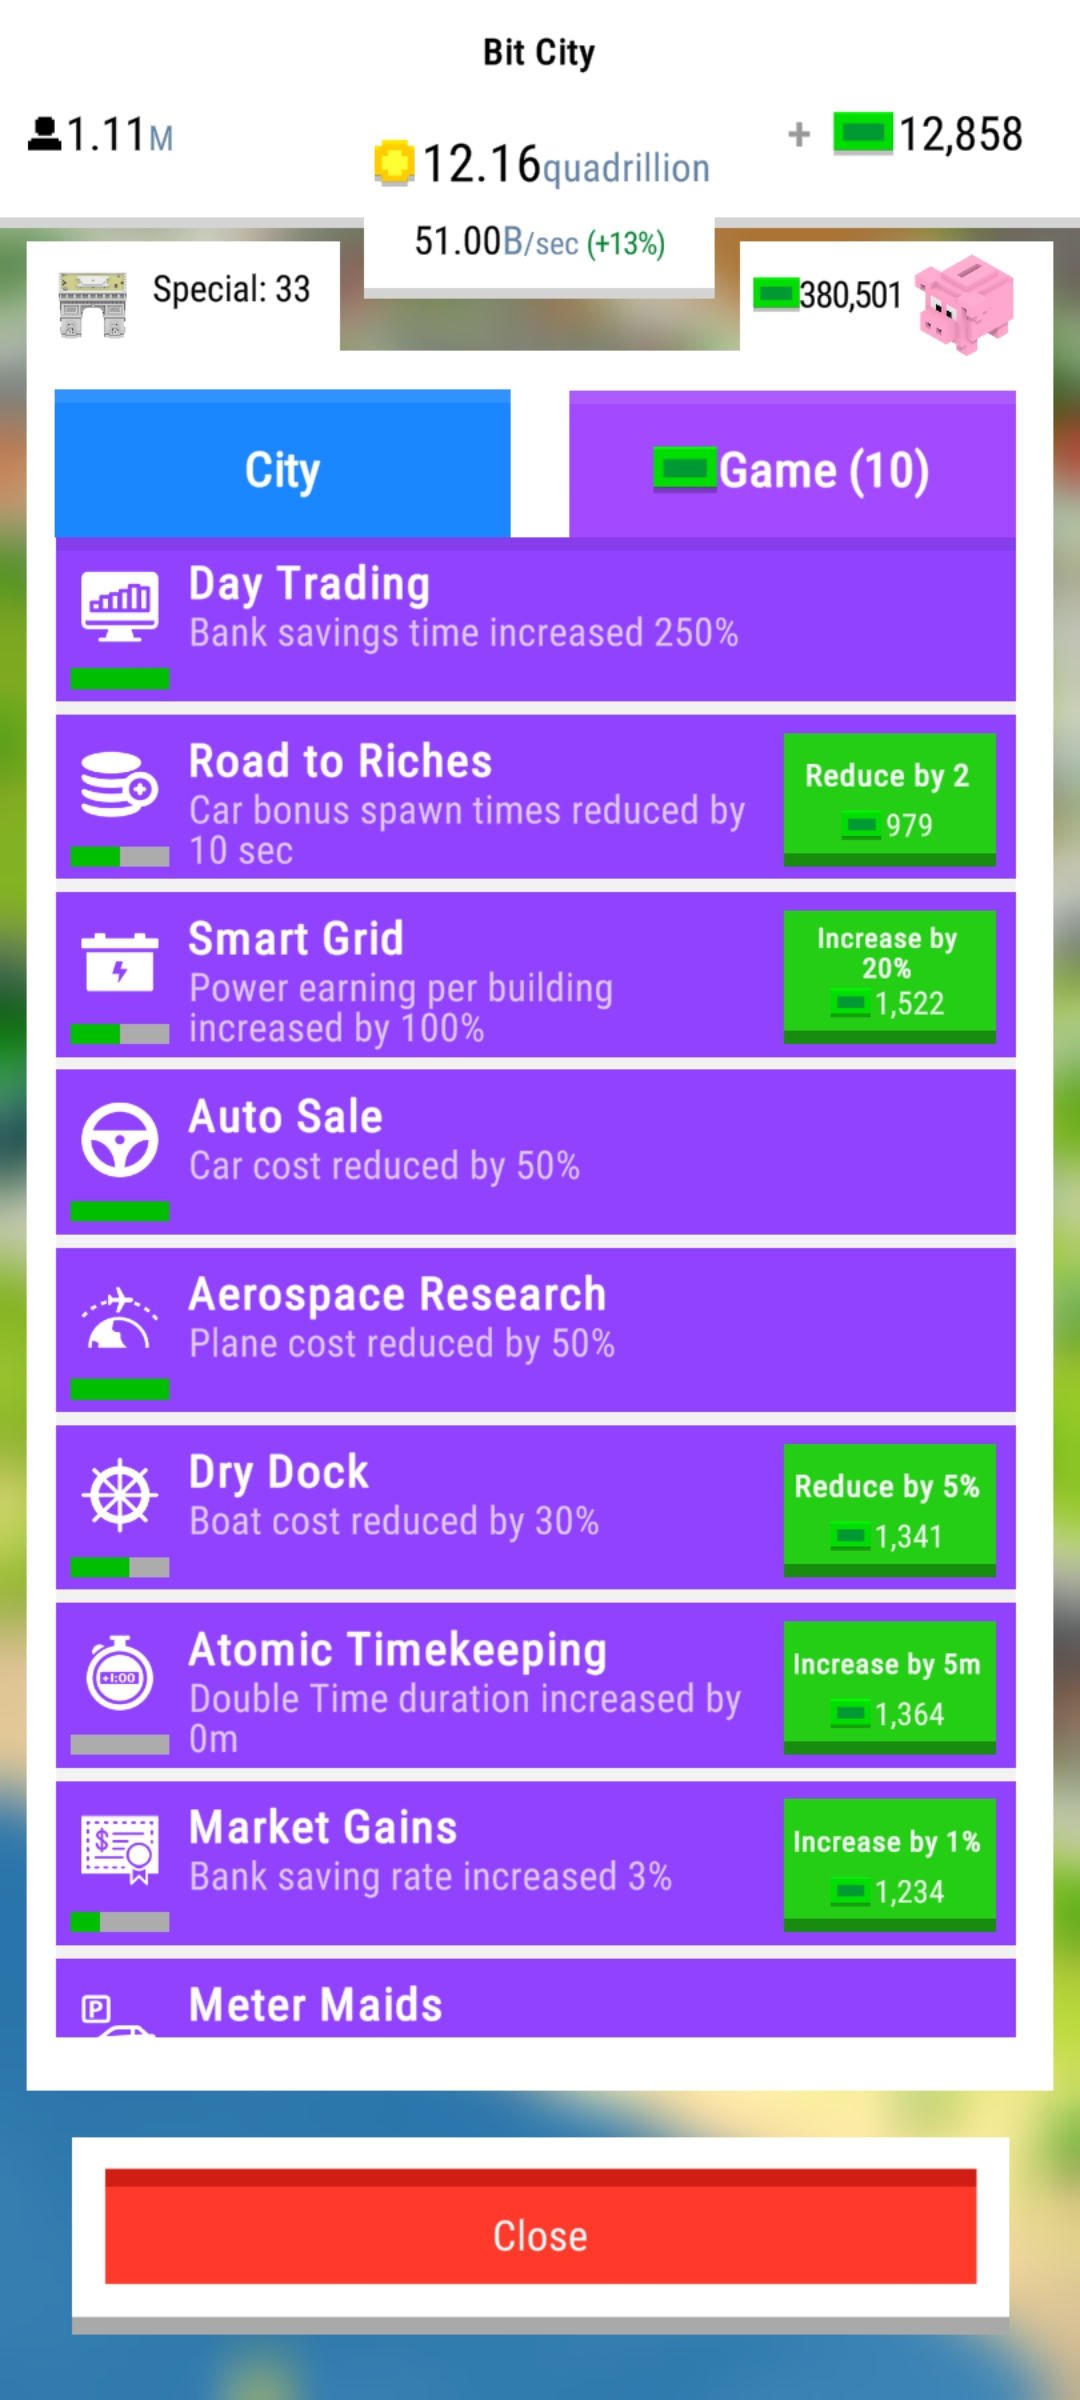 Bit City
1.11M
12.16quadrillion
+ 12,858
51.00B/sec (+13%)
Special: 33
380,501
City
Game (10)
Day Trading
Bank savings time increased 250%
Road to Riches
Car bonus spawn times reduced by
10 sec
Reduce by 2
979
Smart Grid
Power earning per building
increased by 100%
Increase by
20%
1,522
Auto Sale
Car cost reduced by 50%
Aerospace Research
Plane cost reduced by 50%
Dry Dock
Boat cost reduced by 30%
Reduce by 5%
1,341
+1:00
Atomic Timekeeping
Double Time duration increased by
0m
Increase by 5m
1,364
$
Market Gains
Bank saving rate increased 3%
Increase by 1%
1,234
P
Meter Maids
Close